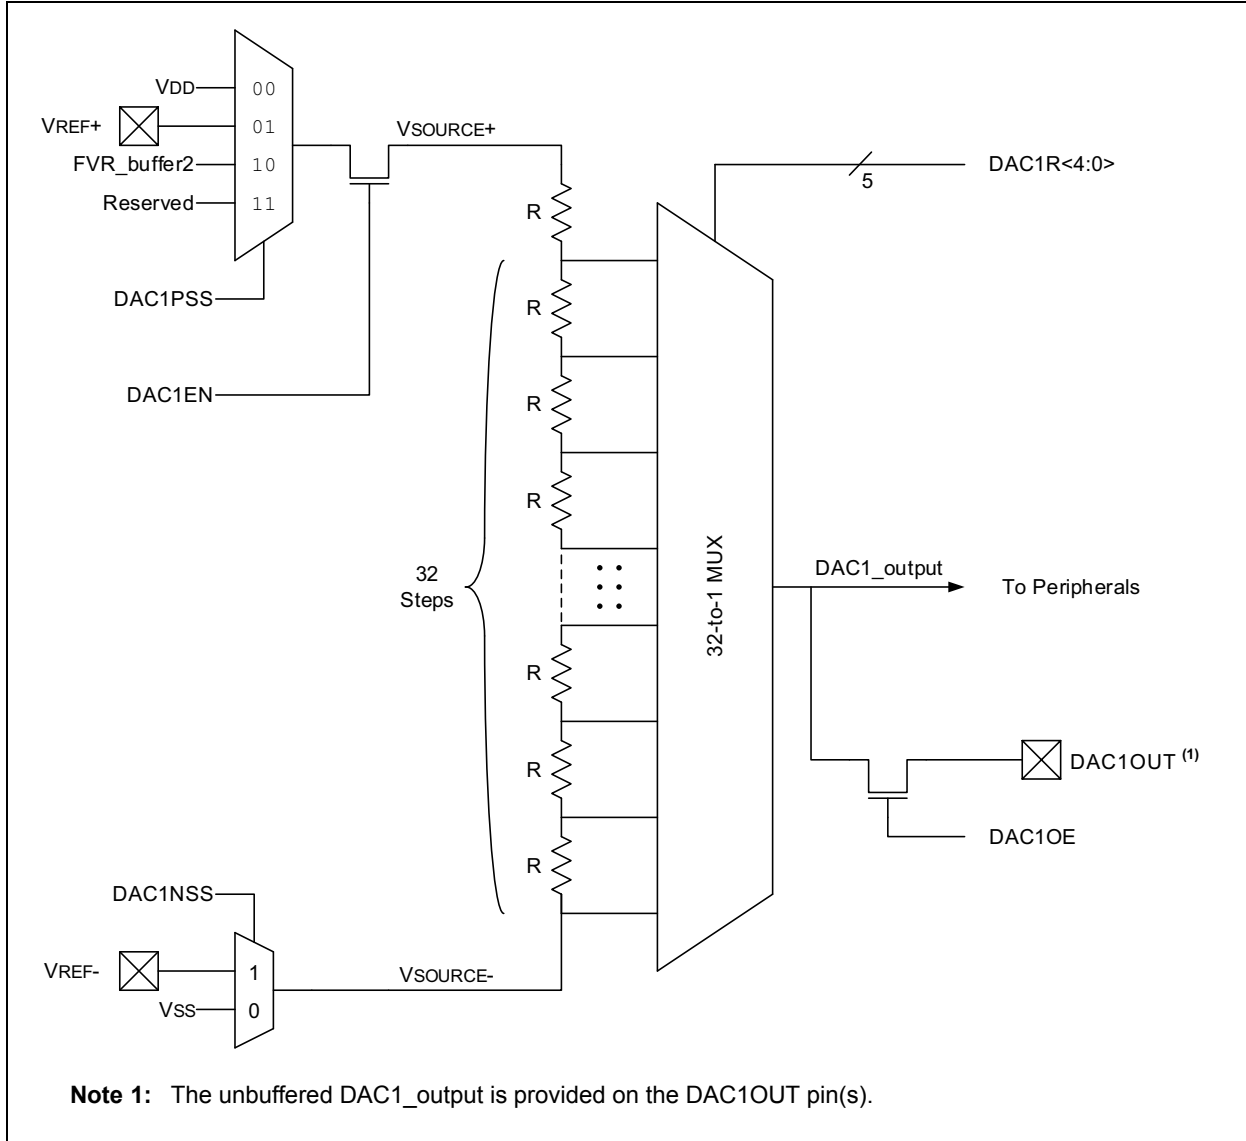 VDD
00
VREF+
01
VSOURCE+
FVR_buffer2
10
DAC1R<4:0>
5
Reserved
11
R
DAC1PSS
R
DAC1EN
R
R
32
Steps
32-to-1 MUX
DAC1_output
To Peripherals
R
R
DAC1OUT (1)
DAC1OE
R
DAC1NSS
VREF-
1
VSOURCE-
VSS
0
Note 1: The unbuffered DAC1_output is provided on the DAC1OUT pin(s).